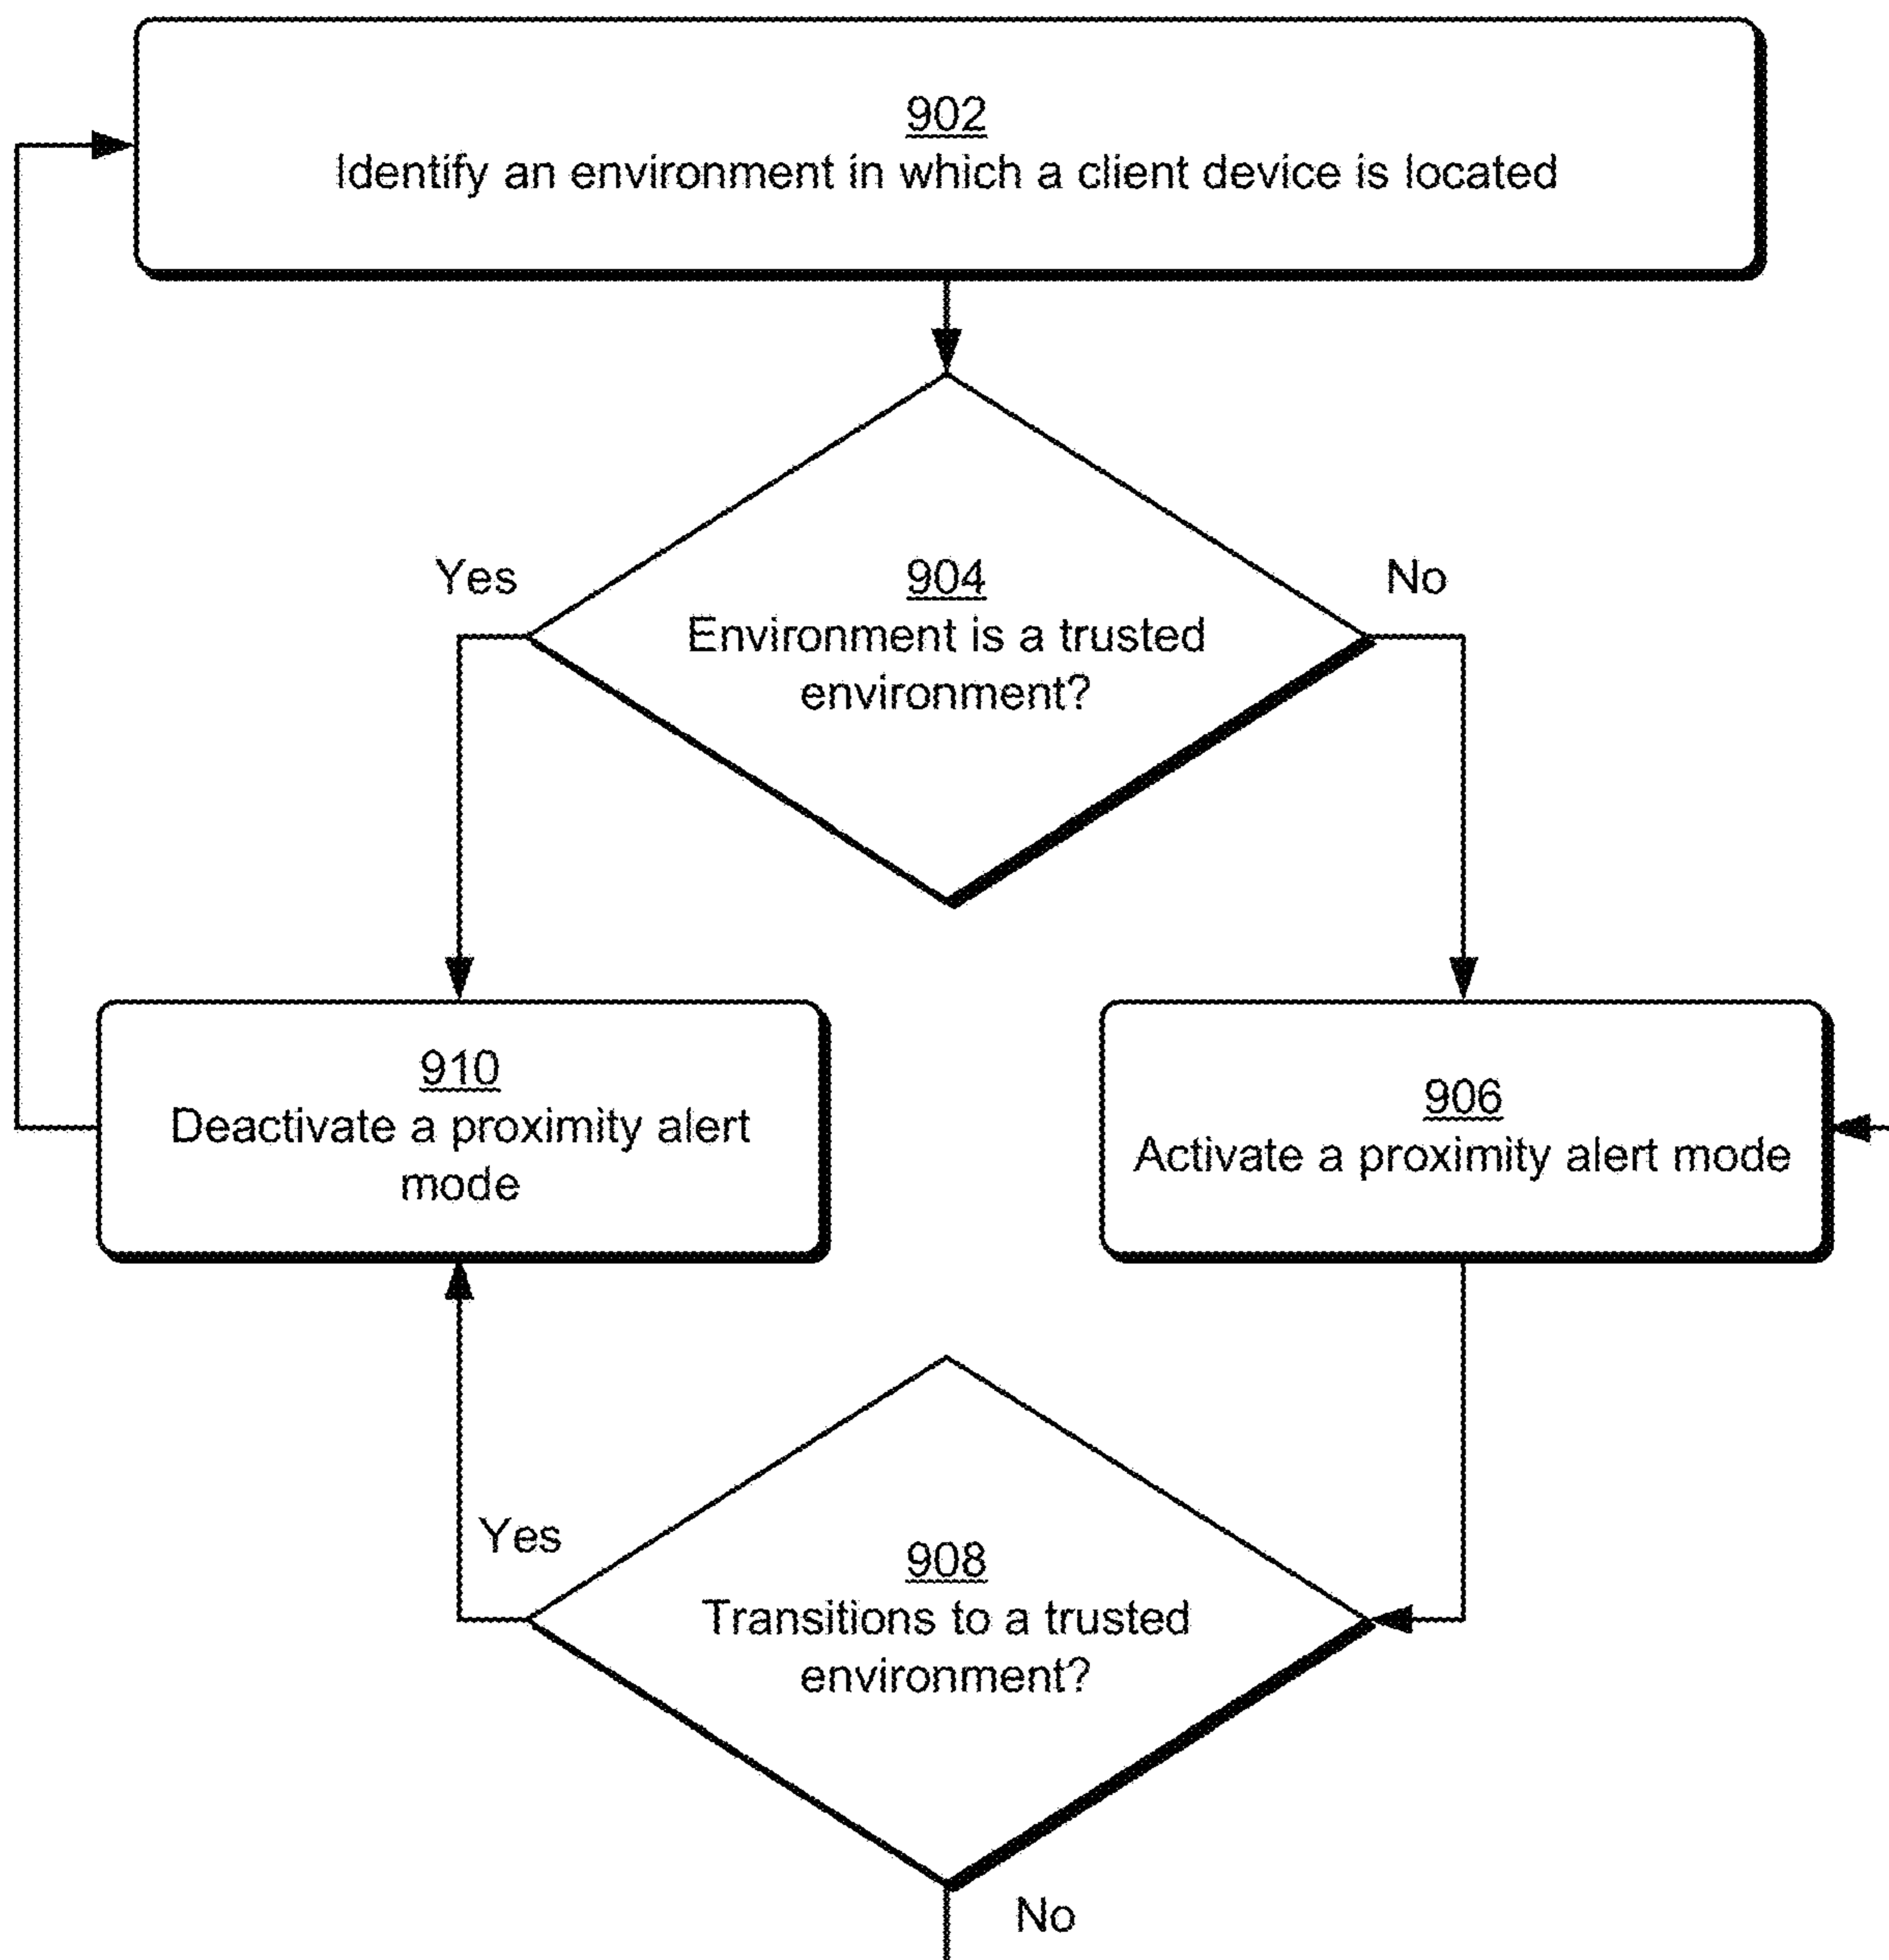 902
Identify an environment in which a client device is located
Yes
904
No
Environment is a trusted
environment?
910
Deactivate a proximity alert
mode
906
Activate a proximity alert mode
Yes
908
Transitions to a trusted
environment?
No